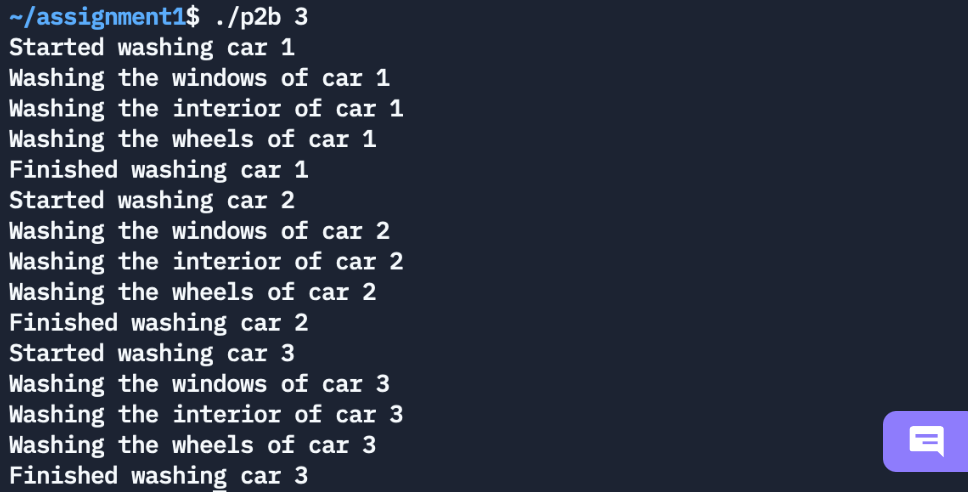 ~/assignment1$ ./p2b 3
Started washing car 1
Washing the windows of car 1
Washing the interior of car 1
Washing the wheels of car 1
Finished washing car 1
Started washing car 2
Washing the windows of car 2
Washing the interior of car 2
Washing the wheels of car 2
Finished washing car 2
Started washing car 3
Washing the windows of car 3
Washing the interior of car 3
Washing the wheels of car 3
Finished washing car 3